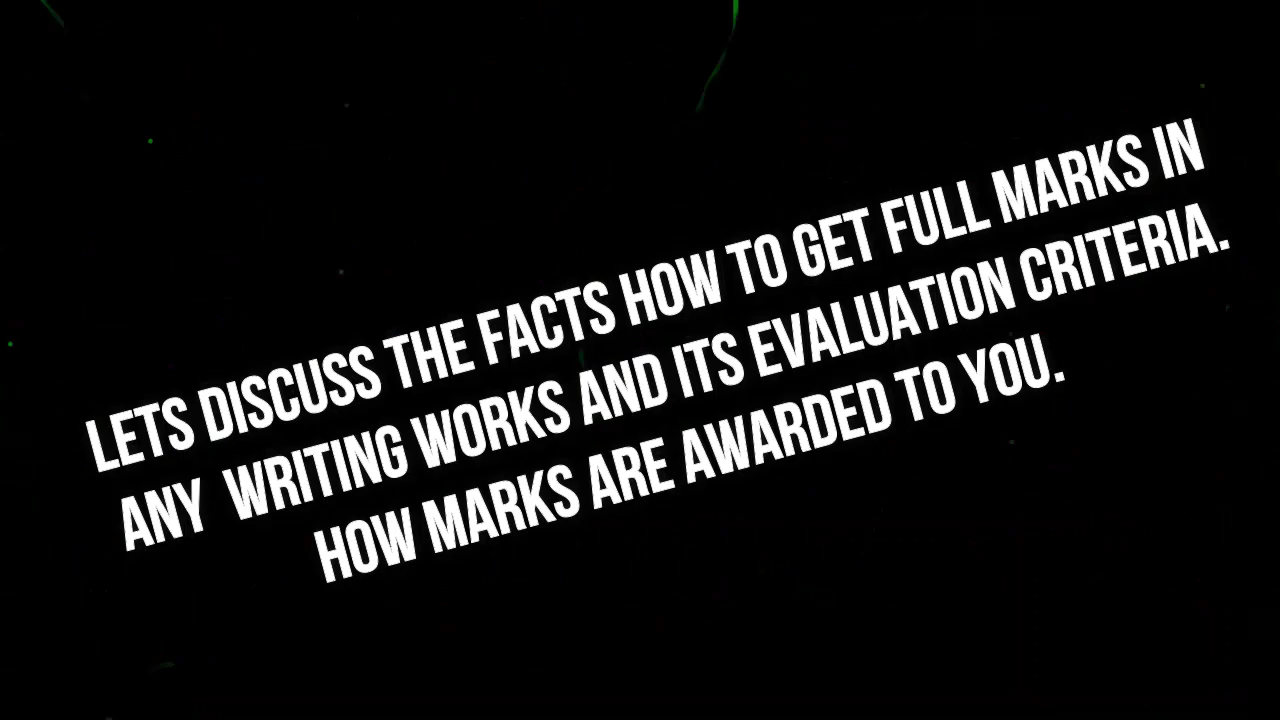 LETS DISCUSS THE FACTS HOW TO GET FULL MARKS IN
ANY WRITING WORKS AND ITS EVALUATION CRITERIA.
HOW MARKS ARE AWARDED TO YOU.